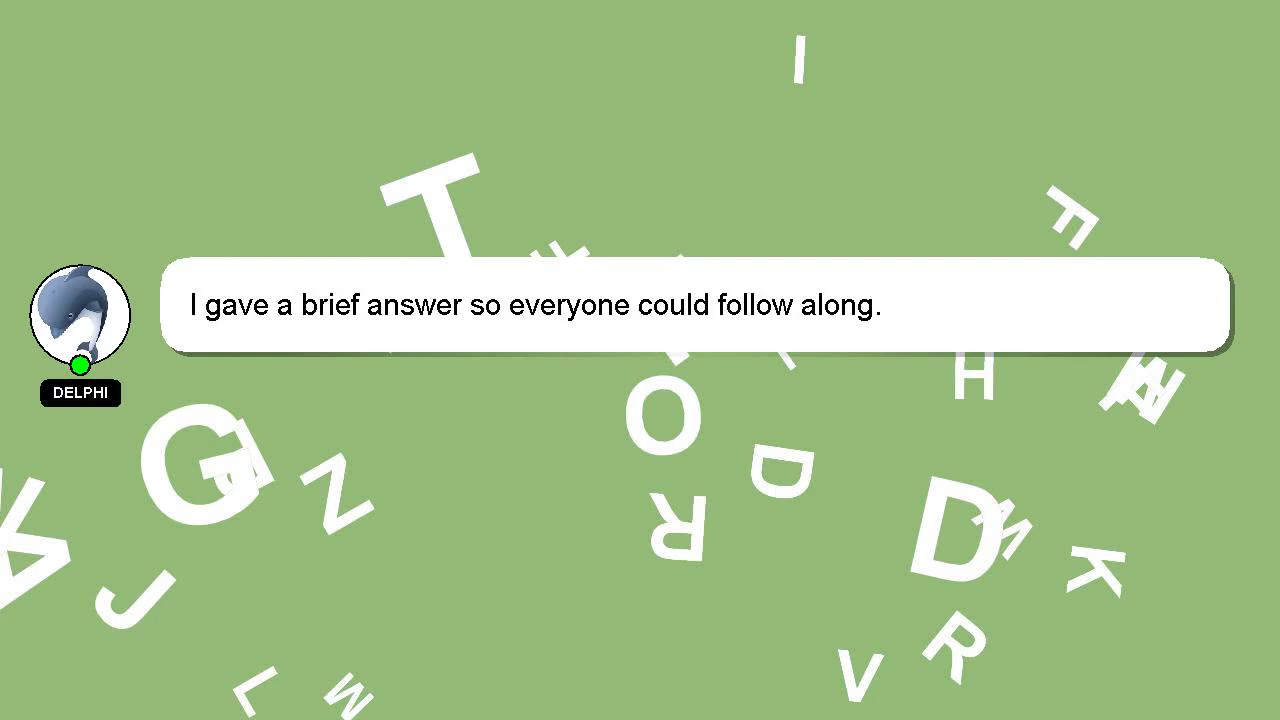 I gave a brief answer so everyone could follow along.
DELPHI
I
T
F
H
O
G
N
D
R
D
M
K
J
R
V
L
M